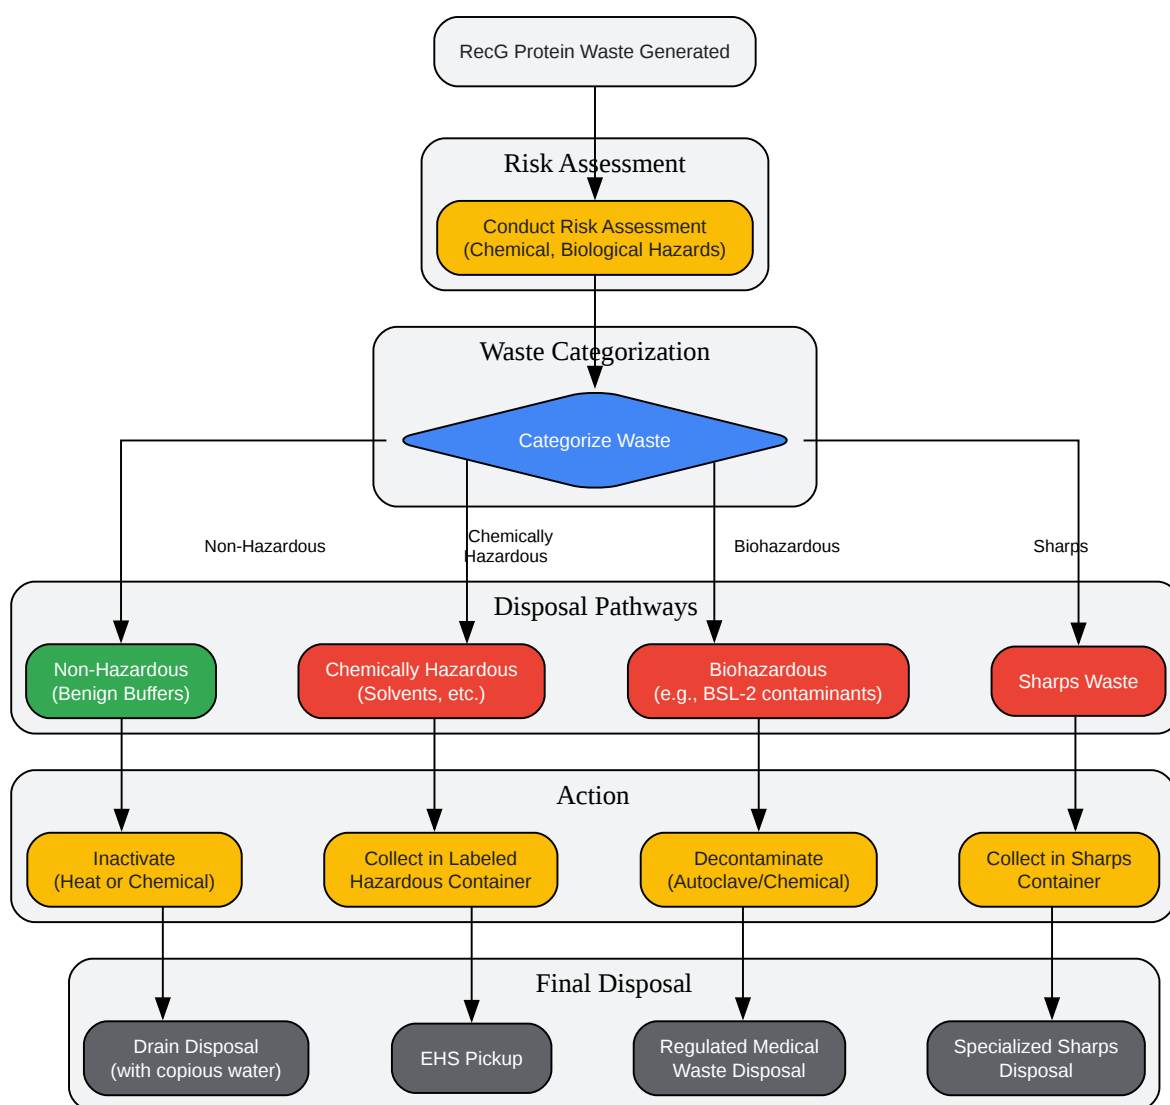 RecG Protein Waste Generated
Risk Assessment
Conduct Risk Assessment
(Chemical, Biological Hazards)
Waste Categorization
Categorize Waste
Non-Hazardous
Chemically
Hazardous
Biohazardous
Sharps
Disposal Pathways
Non-Hazardous
(Benign Buffers)
Chemically Hazardous
(Solvents, etc.)
Biohazardous
(e.g., BSL-2 contaminants)
Sharps Waste
Action
Inactivate
(Heat or Chemical)
Collect in Labeled
Hazardous Container
Decontaminate
(Autoclave/Chemical)
Collect in Sharps
Container
Final Disposal
Drain Disposal
(with copious water)
EHS Pickup
Regulated Medical
Waste Disposal
Specialized Sharps
Disposal